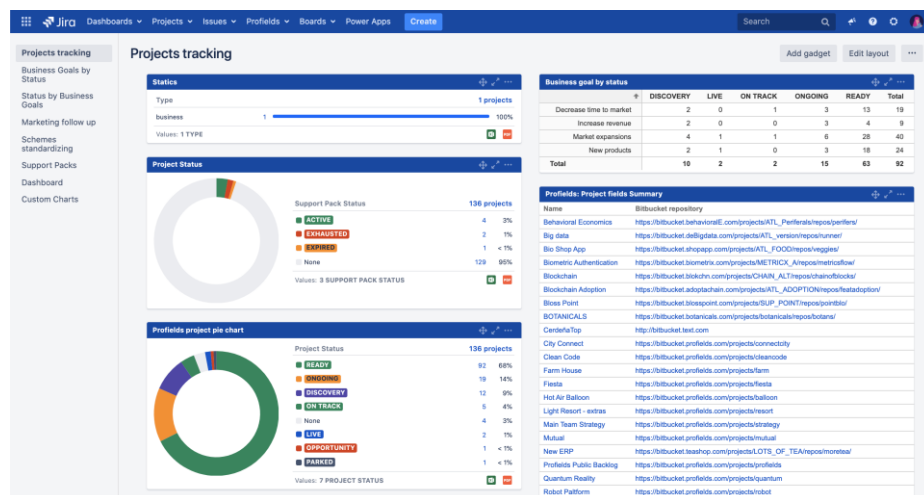 Jira Dashboards Projects Issues Profields Boards Power Apps Create Search
Projects tracking
Business Goals by
Status
Status by Business
Goals
Marketing follow up
Schemes
standardizing
Support Packs
Dashboard
Custom Charts
Projects tracking
Add gadget Edit layout
Statics
Type 1 projects
business 1 100%
Values: 1 TYPE
Project Status
Support Pack Status 136 projects
ACTIVE 4 3%
EXHAUSTED 2 1%
EXPIRED 1 < 1%
None 129 95%
Values: 3 SUPPORT PACK STATUS
Profields project pie chart
Project Status 136 projects
READY 92 68%
ONGOING 19 14%
DISCOVERY 12 9%
ON TRACK 5 4%
None 4 3%
LIVE 2 1%
OPPORTUNITY 1 < 1%
PARKED 1 < 1%
Values: 7 PROJECT STATUS
Business goal by status
DISCOVERY LIVE ON TRACK ONGOING READY Total
Decrease time to market 2 0 1 3 13 19
Increase revenue 2 0 0 3 4 9
Market expansions 4 1 1 6 28 40
New products 2 1 0 3 18 24
Total 10 2 2 15 63 92
Profields: Project fields Summary
Name Bitbucket repository
Behavioral Economics https://bitbucket.behavioralE.com/projects/ATL_Periferals/repos/perifers/
Big data https://bitbucket.deBigdata.com/projects/ATL_version/repos/runner/
Bio Shop App https://bitbucket.shopapp.com/projects/ATL_FOOD/repos/veggies/
Biometric Authentication https://bitbucket.biometrix.com/projects/METRICX_A/repos/metricsflow/
Blockchain https://bitbucket.blokchn.com/projects/CHAIN_ALT/repos/chainofblocks/
Blockchain Adoption https://bitbucket.adoptachain.com/projects/ATL_ADOPTION/repos/featadoption/
Bloss Point https://bitbucket.blosspoint.com/projects/SUP_POINT/repos/pointblo/
BOTANICALS https://bitbucket.botanicals.com/projects/botanicals/repos/botans/
CerdeñaTop http://bitbucket.text.com
City Connect https://bitbucket.profields.com/projects/connectcity
Clean Code https://bitbucket.profields.com/projects/cleancode
Farm House https://bitbucket.profields.com/projects/farm
Fiesta https://bitbucket.profields.com/projects/fiesta
Hot Air Balloon https://bitbucket.profields.com/projects/balloon
Light Resort - extras https://bitbucket.profields.com/projects/resort
Main Team Strategy https://bitbucket.profields.com/projects/strategy
Mutual https://bitbucket.profields.com/projects/mutual
New ERP https://bitbucket.teashop.com/projects/LOTS_OF_TEA/repos/moretea/
Profields Public Backlog https://bitbucket.profields.com/projects/profields
Quantum Reality https://bitbucket.profields.com/projects/quantum
Robot Paltform https://bitbucket.profields.com/projects/robot